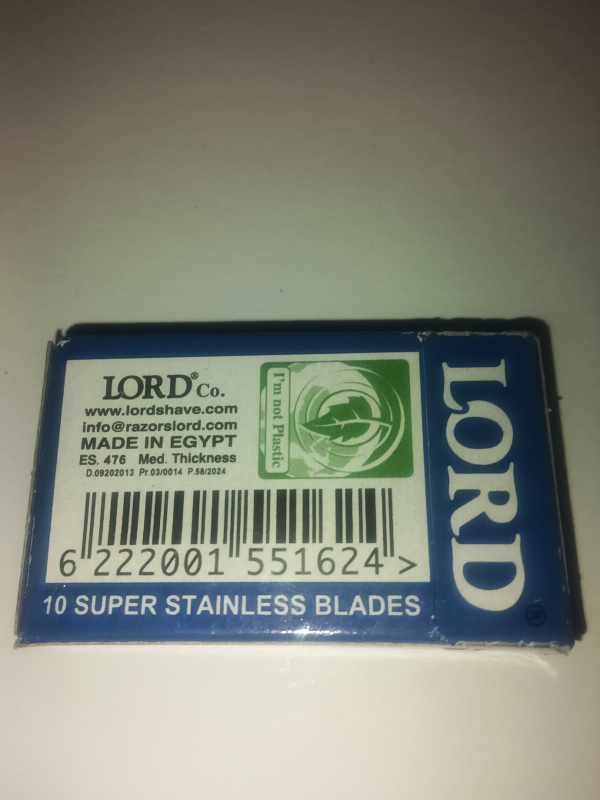 LORD® Co.
www.lordshave.com
info@razorslord.com
MADE IN EGYPT
ES. 476 Med. Thickness
D.09202013 Pr.03/0014 P.58/2024
I'm not Plastic
6 222001 551624 >
10 SUPER STAINLESS BLADES
LORD®